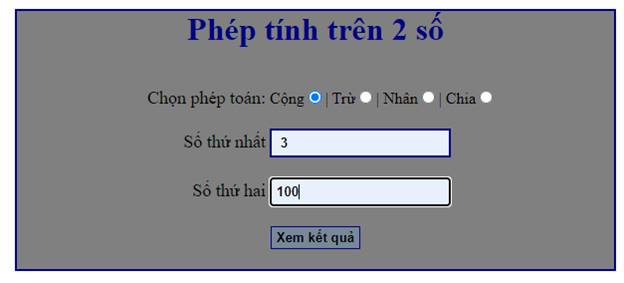 Phép tính trên 2 số
Chọn phép toán: Cộng | Trừ | Nhân | Chia
Số thứ nhất 3
Số thứ hai 100
Xem kết quả